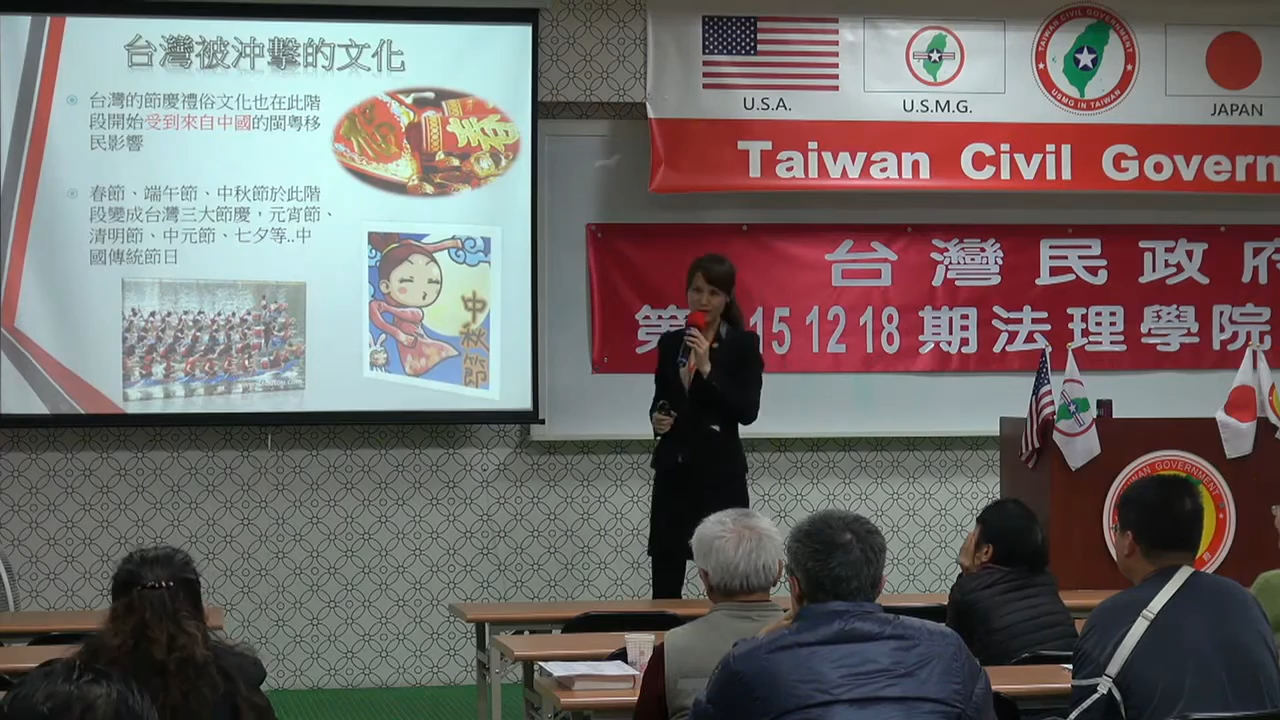 台灣被沖擊的文化
台灣的節慶禮俗文化也在此階
段開始受到來自中國的閩粵移
民影響
春節、端午節、中秋節於此階
段變成台灣三大節慶，元宵節、
清明節、中元節、七夕等..中
國傳統節日
春
中秋節
U.S.A.
U.S.M.G.
TAIWAN CIVIL GOVERNMENT
USMG IN TAIWAN
JAPAN
Taiwan Civil Govern
台灣民政府
第 15 12 18 期法理學院